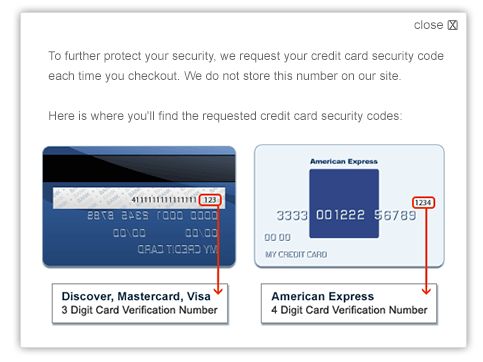 close X
To further protect your security, we request your credit card security code
each time you checkout. We do not store this number on our site.
Here is where you'll find the requested credit card security codes:
4111111111111111 123
0000 0001 2345 8788
00/00 00/00
MY CREDIT CARD
American Express
1234
3333 001222 56789
00 00
MY CREDIT CARD
Discover, Mastercard, Visa
3 Digit Card Verification Number
American Express
4 Digit Card Verification Number